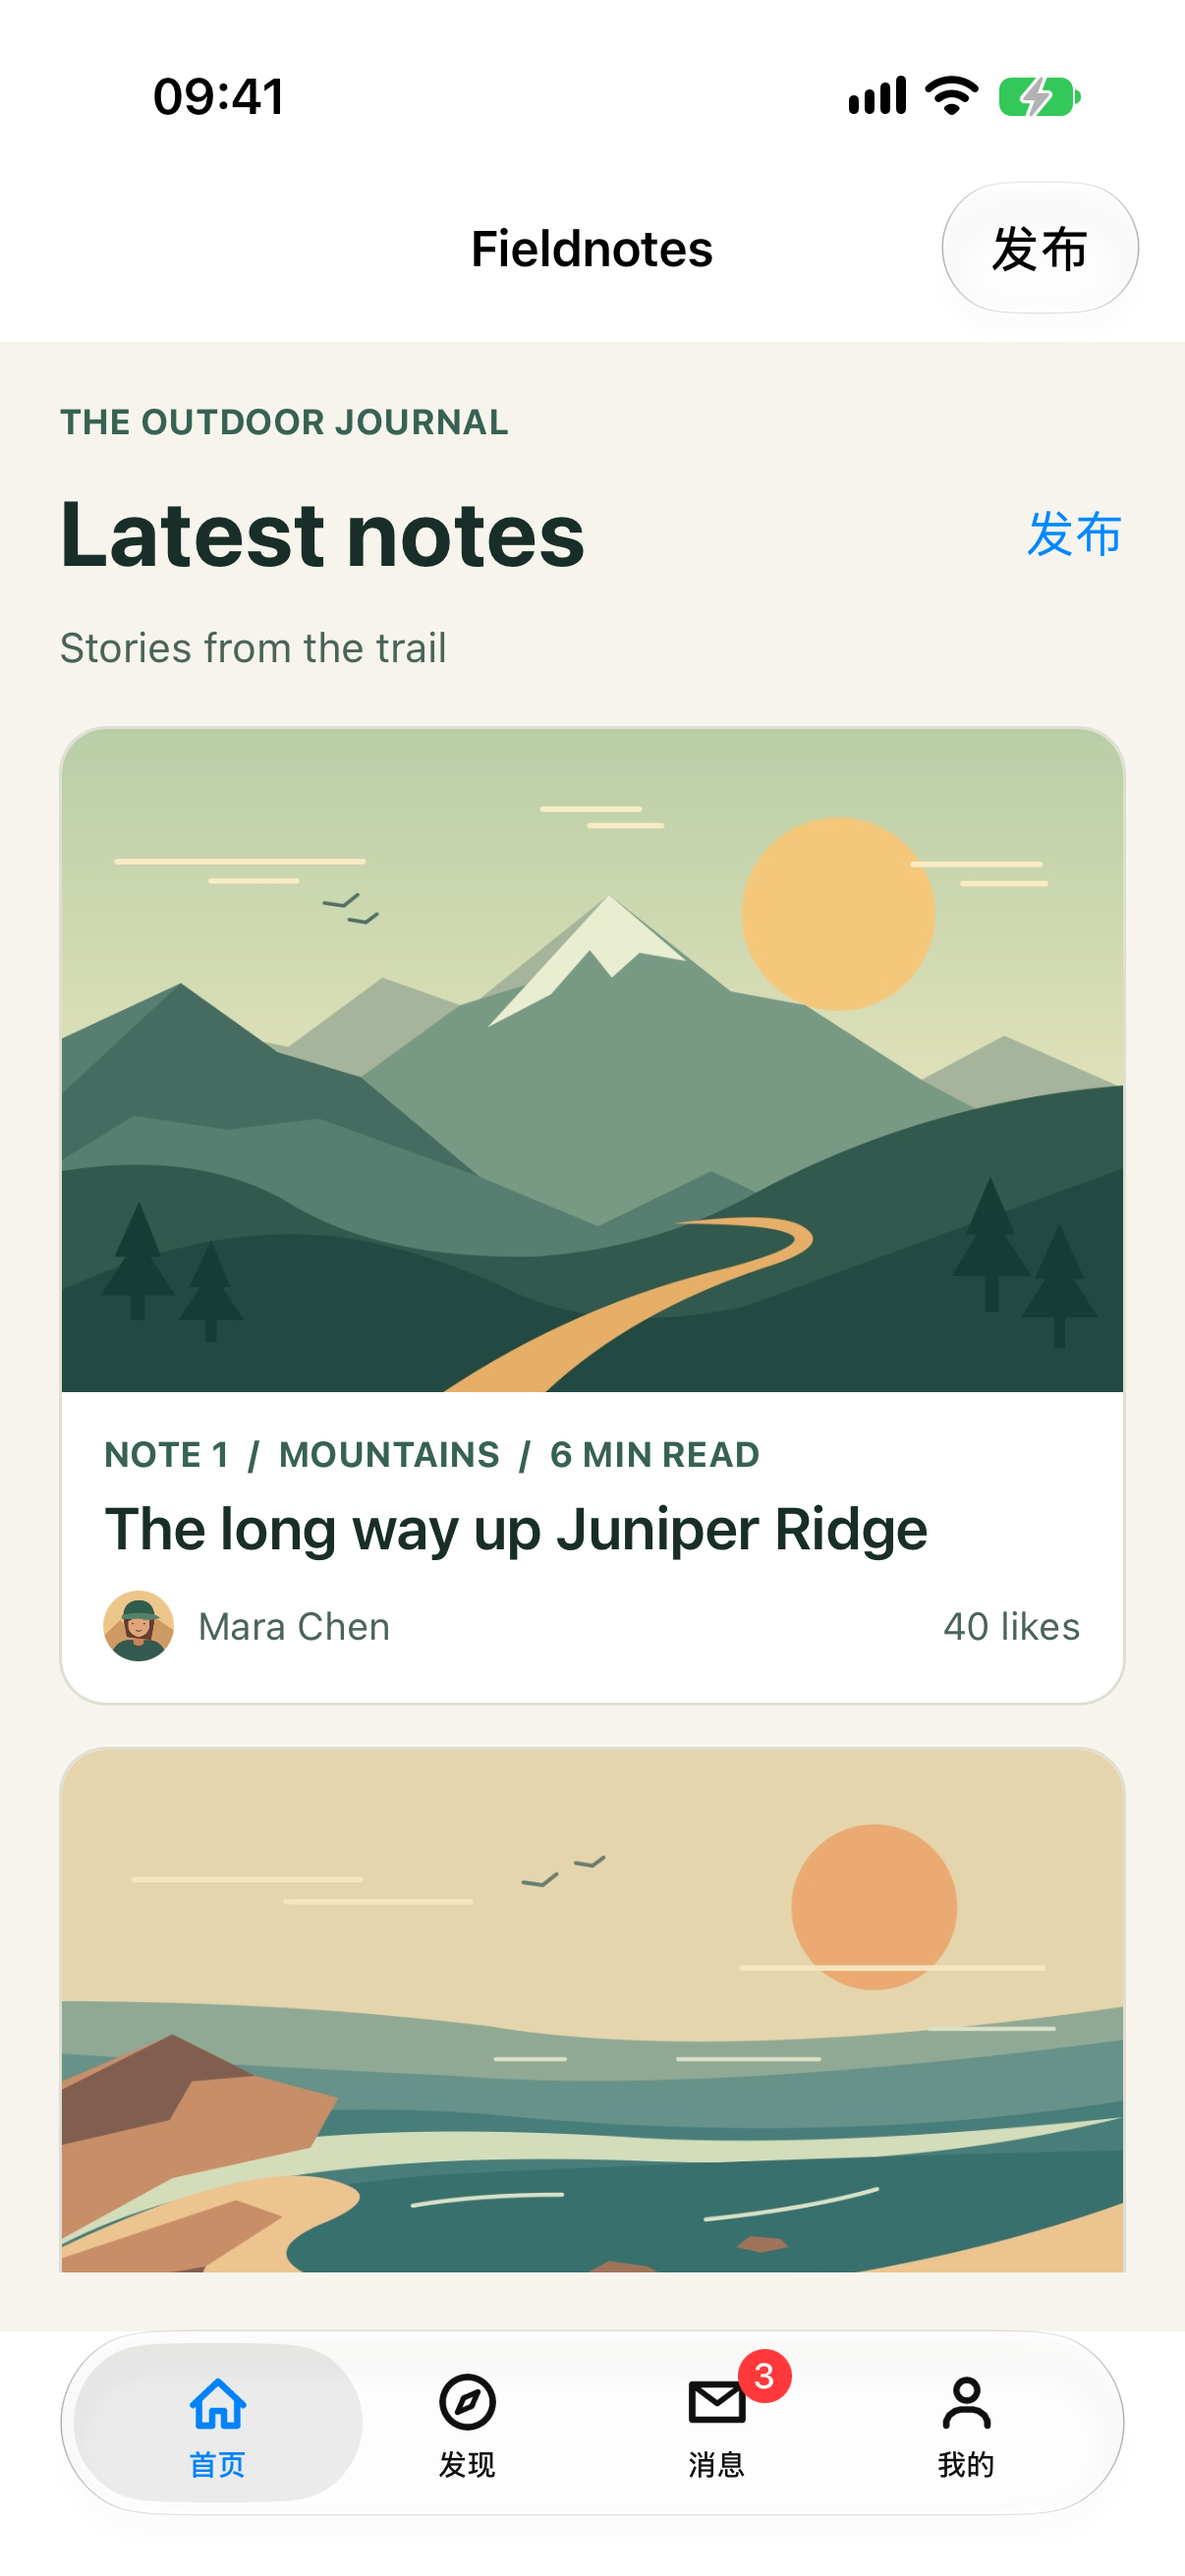 09:41
Fieldnotes
发布
THE OUTDOOR JOURNAL
Latest notes
发布
Stories from the trail
NOTE 1 / MOUNTAINS / 6 MIN READ
The long way up Juniper Ridge
Mara Chen
40 likes
3
首页
发现
消息
我的